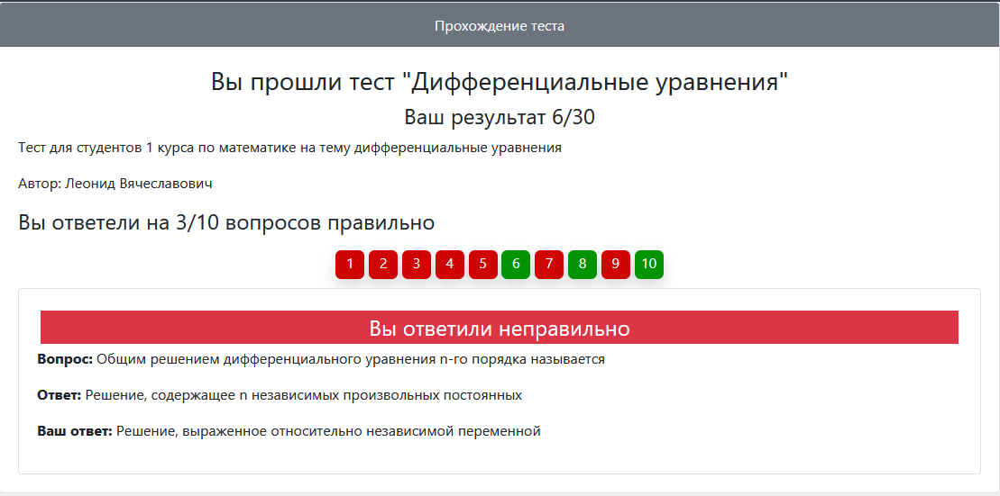 Прохождение теста
Вы прошли тест "Дифференциальные уравнения"
Ваш результат 6/30
Тест для студентов 1 курса по математике на тему дифференциальные уравнения
Автор: Леонид Вячеславович
Вы ответели на 3/10 вопросов правильно
1 2 3 4 5 6 7 8 9 10
Вы ответили неправильно
Вопрос: Общим решением дифференциального уравнения n-го порядка называется
Ответ: Решение, содержащее n независимых произвольных постоянных
Ваш ответ: Решение, выраженное относительно независимой переменной